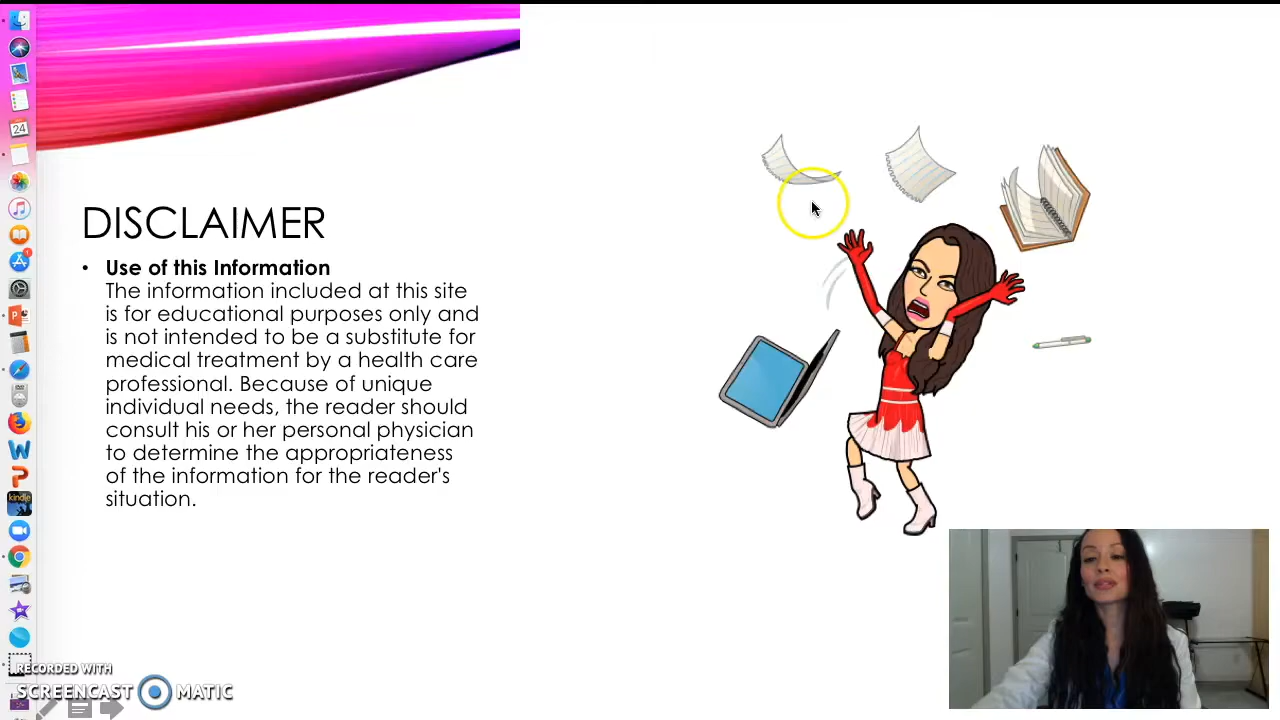 DISCLAIMER
• Use of this Information
The information included at this site
is for educational purposes only and
is not intended to be a substitute for
medical treatment by a health care
professional. Because of unique
individual needs, the reader should
consult his or her personal physician
to determine the appropriateness
of the information for the reader's
situation.
24
1
P
W
P
kindle
RECORDED WITH
SCREENCAST MATIC